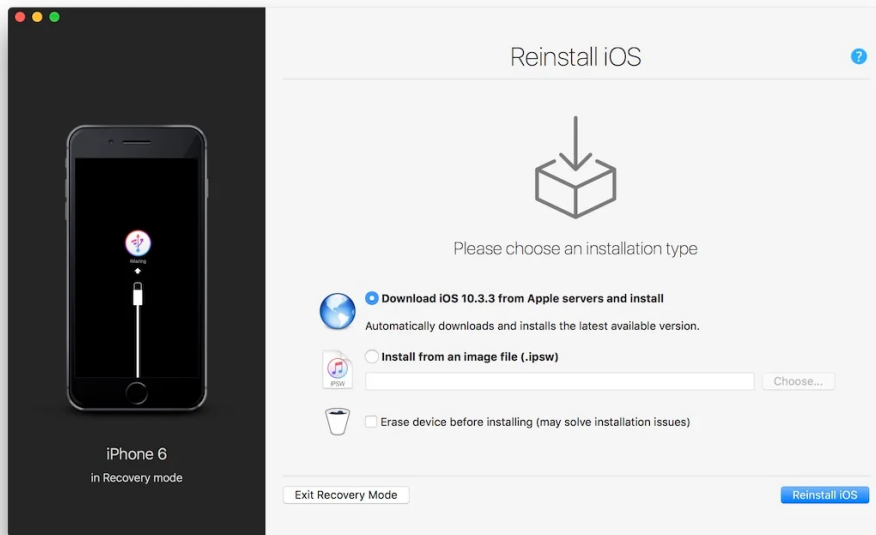 Reinstall iOS
?
iMazing
Please choose an installation type
Download iOS 10.3.3 from Apple servers and install
Automatically downloads and installs the latest available version.
Install from an image file (.ipsw)
IPSW
Choose...
Erase device before installing (may solve installation issues)
iPhone 6
in Recovery mode
Exit Recovery Mode
Reinstall iOS